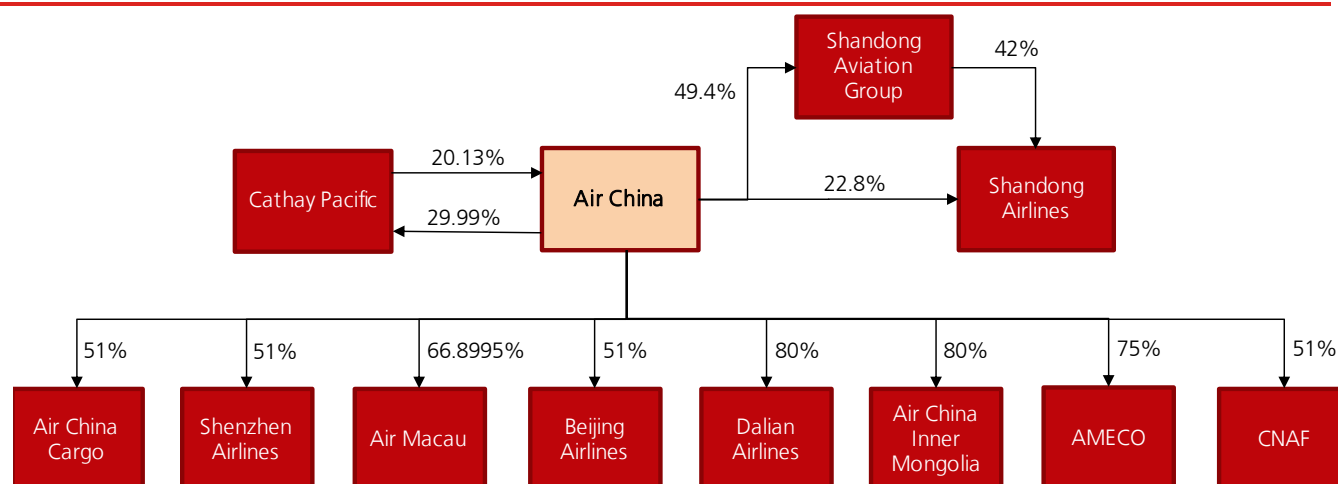 Shandong
Aviation
Group
42%
49.4%
Cathay Pacific
20.13%
29.99%
Air China
22.8%
Shandong
Airlines
51%
51%
66.8995%
51%
80%
80%
75%
51%
Air China
Cargo
Shenzhen
Airlines
Air Macau
Beijing
Airlines
Dalian
Airlines
Air China
Inner
Mongolia
AMECO
CNAF